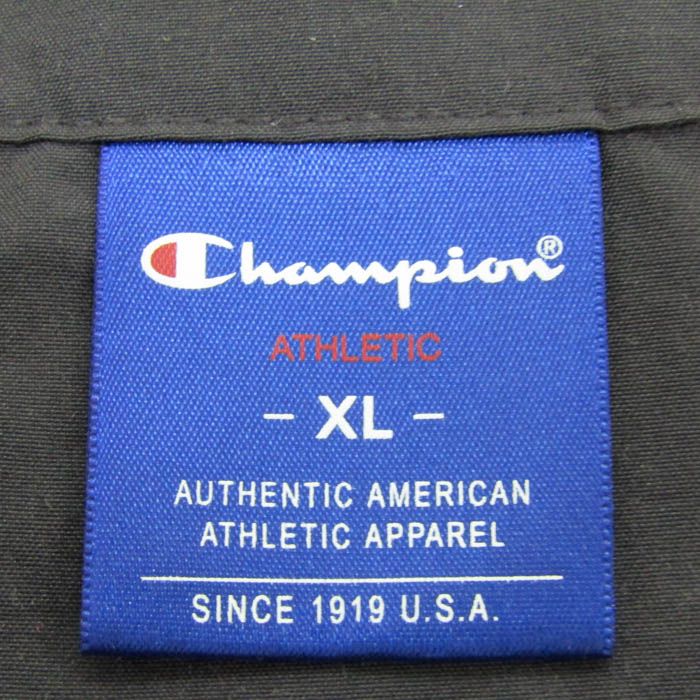 Champion®
ATHLETIC
- XL -
AUTHENTIC AMERICAN
ATHLETIC APPAREL
SINCE 1919 U.S.A.